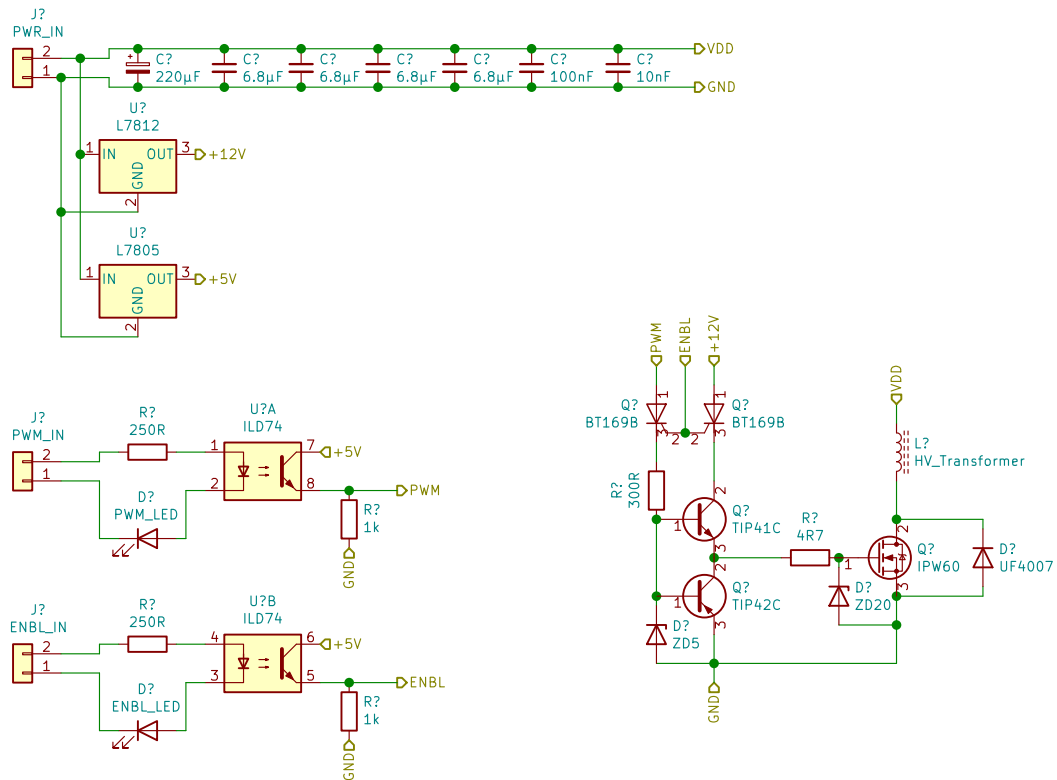 J?
PWR_IN
2
1
C?
220µF
C?
6.8µF
C?
6.8µF
C?
6.8µF
C?
6.8µF
C?
100nF
C?
10nF
VDD
GND
U?
L7812
1
IN
OUT
3
+12V
GND
2
U?
L7805
1
IN
OUT
3
+5V
GND
2
J?
PWM_IN
2
1
R?
250R
D?
PWM_LED
U?A
ILD74
1
2
7
8
+5V
PWM
R?
1k
GND
J?
ENBL_IN
2
1
R?
250R
D?
ENBL_LED
U?B
ILD74
4
3
6
5
+5V
ENBL
R?
1k
GND
PWM
ENBL
+12V
Q?
BT169B
1
2
3
Q?
BT169B
1
2
3
R?
300R
2
1
3
Q?
TIP41C
2
1
3
Q?
TIP42C
D?
ZD5
GND
R?
4R7
D?
ZD20
VDD
L?
HV_Transformer
2
1
3
Q?
IPW60
D?
UF4007